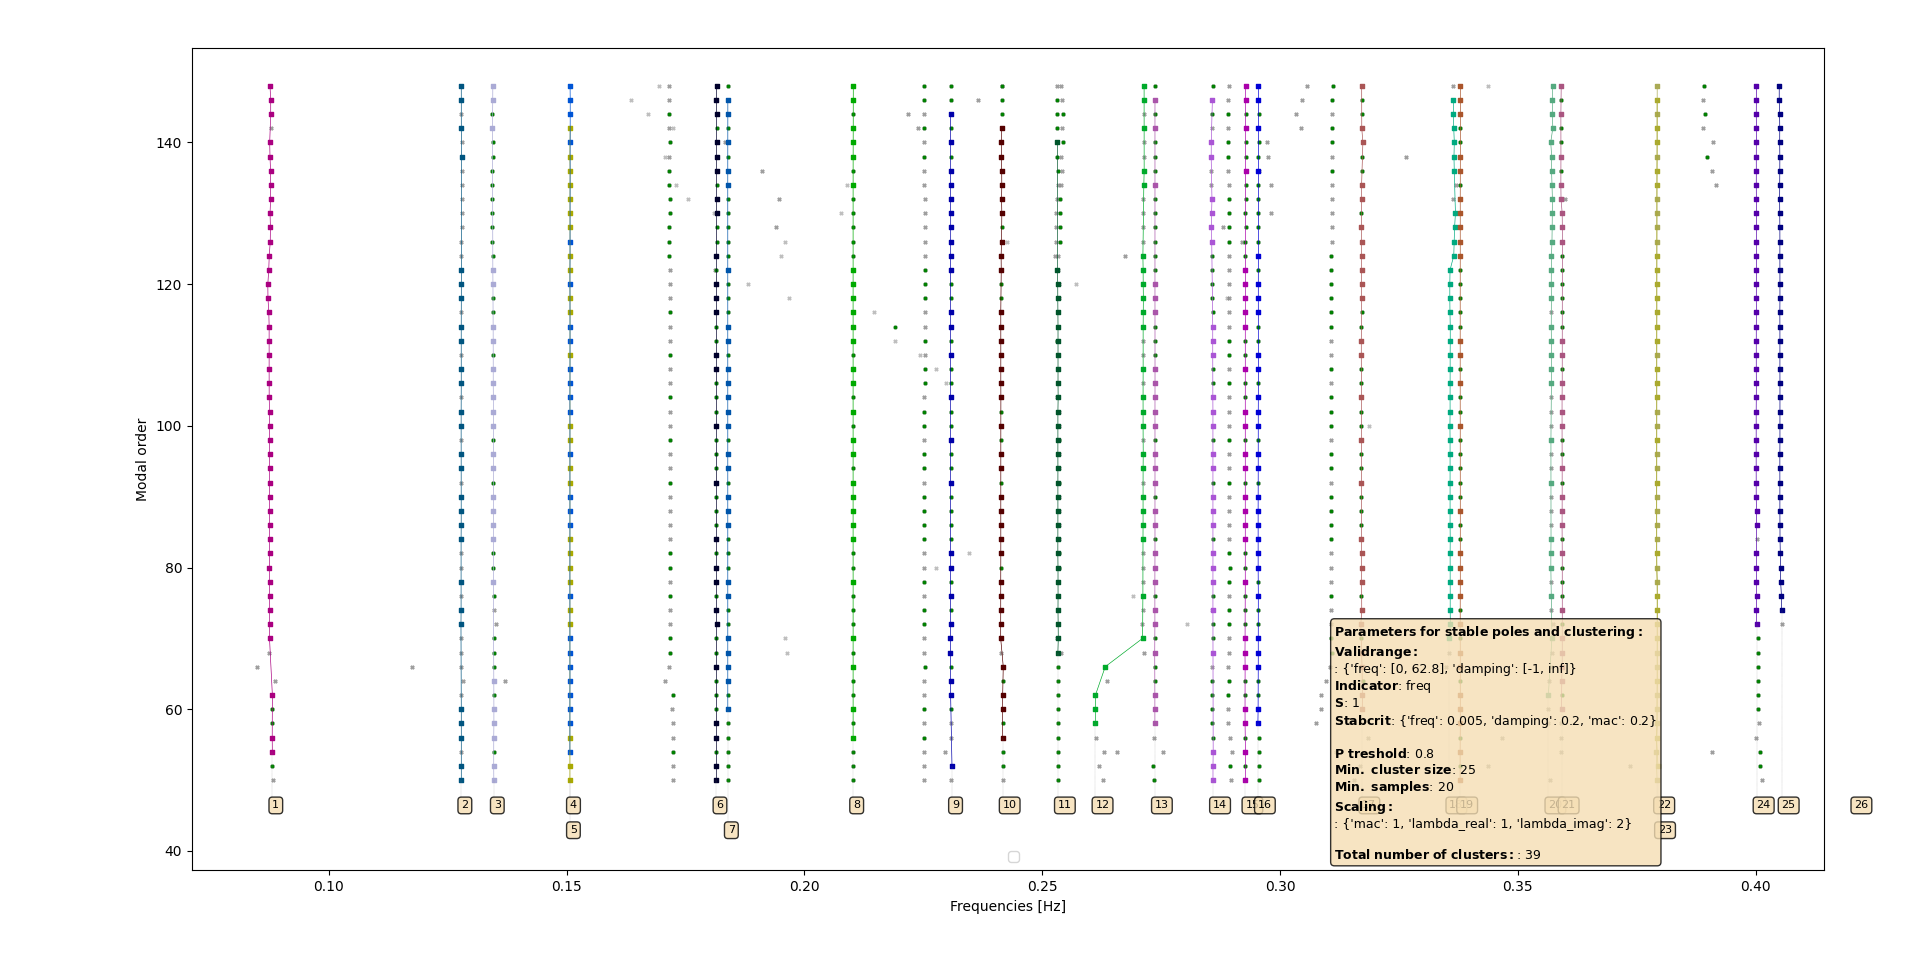 140
120
100
80
60
40
Modal order
Parameters for stable poles and clustering :
Validrange:
: {'freq': [0, 62.8], 'damping': [-1, inf]}
Indicator: freq
S: 1
Stabcrit: {'freq': 0.005, 'damping': 0.2, 'mac': 0.2}
P treshold: 0.8
Min. cluster size: 25
Min. samples: 20
Scaling:
: {'mac': 1, 'lambda_real': 1, 'lambda_imag': 2}
Total number of clusters: : 39
1 2 3 4 6 8 9 10 11 12 13 14 15 16 19 20 21 22 24 25 26
5 7 23
0.10 0.15 0.20 0.25 0.30 0.35 0.40
Frequencies [Hz]